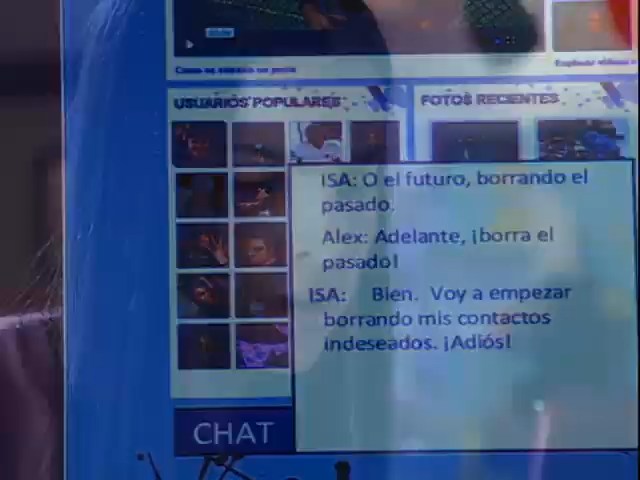 USUARIOS POPULARES
FOTOS RECIENTES
ISA: O el futuro, borrando el
pasado.
Alex: Adelante, ¡borra el
pasado!
ISA: Bien. Voy a empezar
borrando mis contactos
indeseados. ¡Adiós!
CHAT